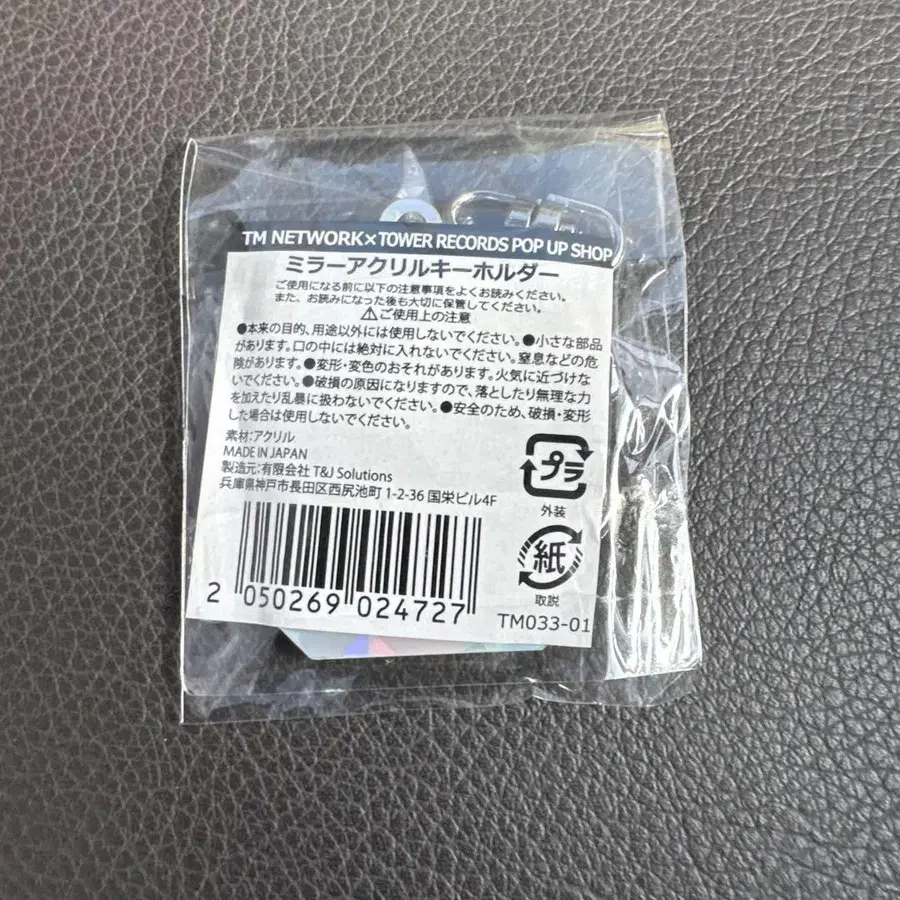 TM NETWORK×TOWER RECORDS POP UP SHOP
ミラーアクリルキーホルダー
ご使用になる前に以下の注意事項をよくお読みください。
また、お読みになった後も大切に保管してください。
⚠ご使用上の注意
●本来の目的、用途以外には使用しないでください。●小さな部品
があります。口の中には絶対に入れないでください。窒息などの危
険があります。●変形・変色のおそれがあります。火気に近づけな
いでください。●破損の原因になりますので、落としたり無理な力
を加えたり乱暴に扱わないでください。●安全のため、破損・変形
した場合は使用しないでください。
素材:アクリル
MADE IN JAPAN
製造元:有限会社 T&J Solutions
兵庫県神戸市長田区西尻池町 1-2-36 国栄ビル4F
プラ
外装
紙
取説
2 050269 024727
TM033-01